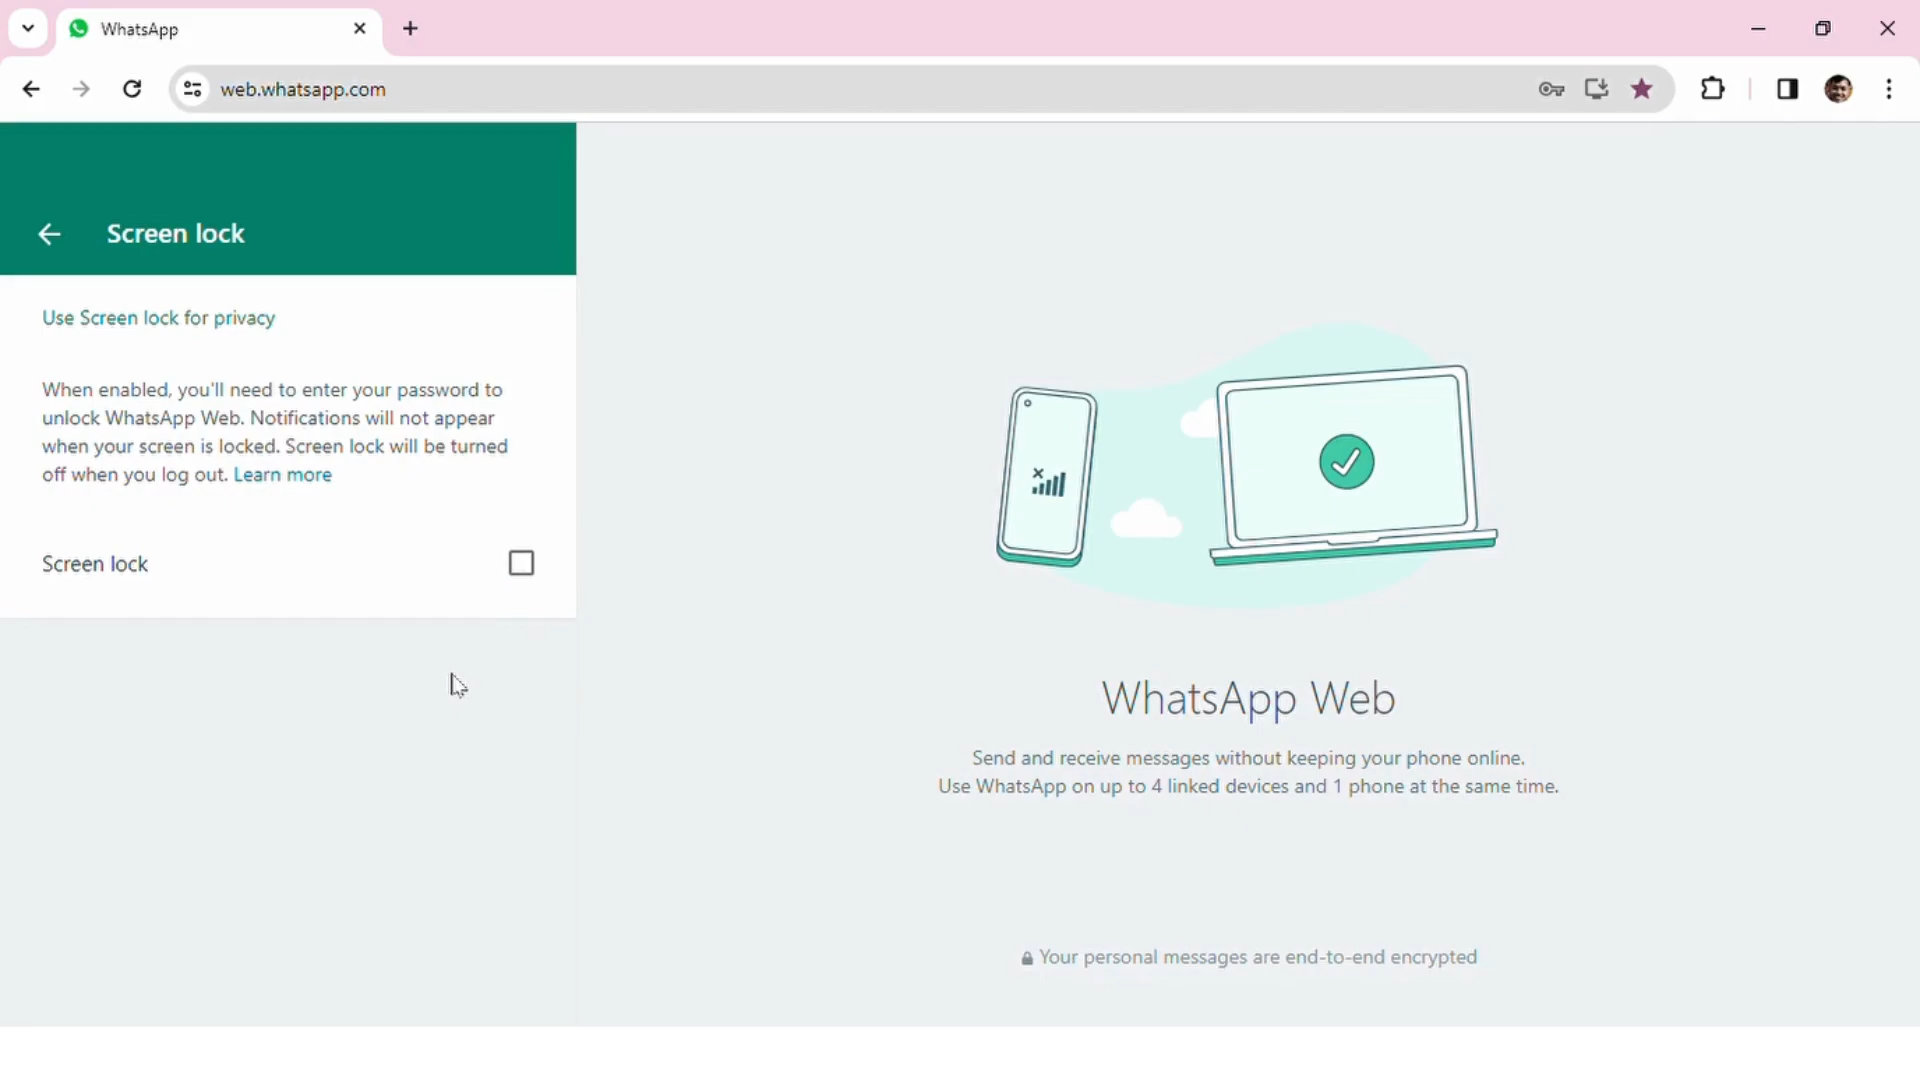 WhatsApp
web.whatsapp.com
Screen lock
Use Screen lock for privacy
When enabled, you'll need to enter your password to
unlock WhatsApp Web. Notifications will not appear
when your screen is locked. Screen lock will be turned
off when you log out. Learn more
Screen lock
WhatsApp Web
Send and receive messages without keeping your phone online.
Use WhatsApp on up to 4 linked devices and 1 phone at the same time.
Your personal messages are end-to-end encrypted